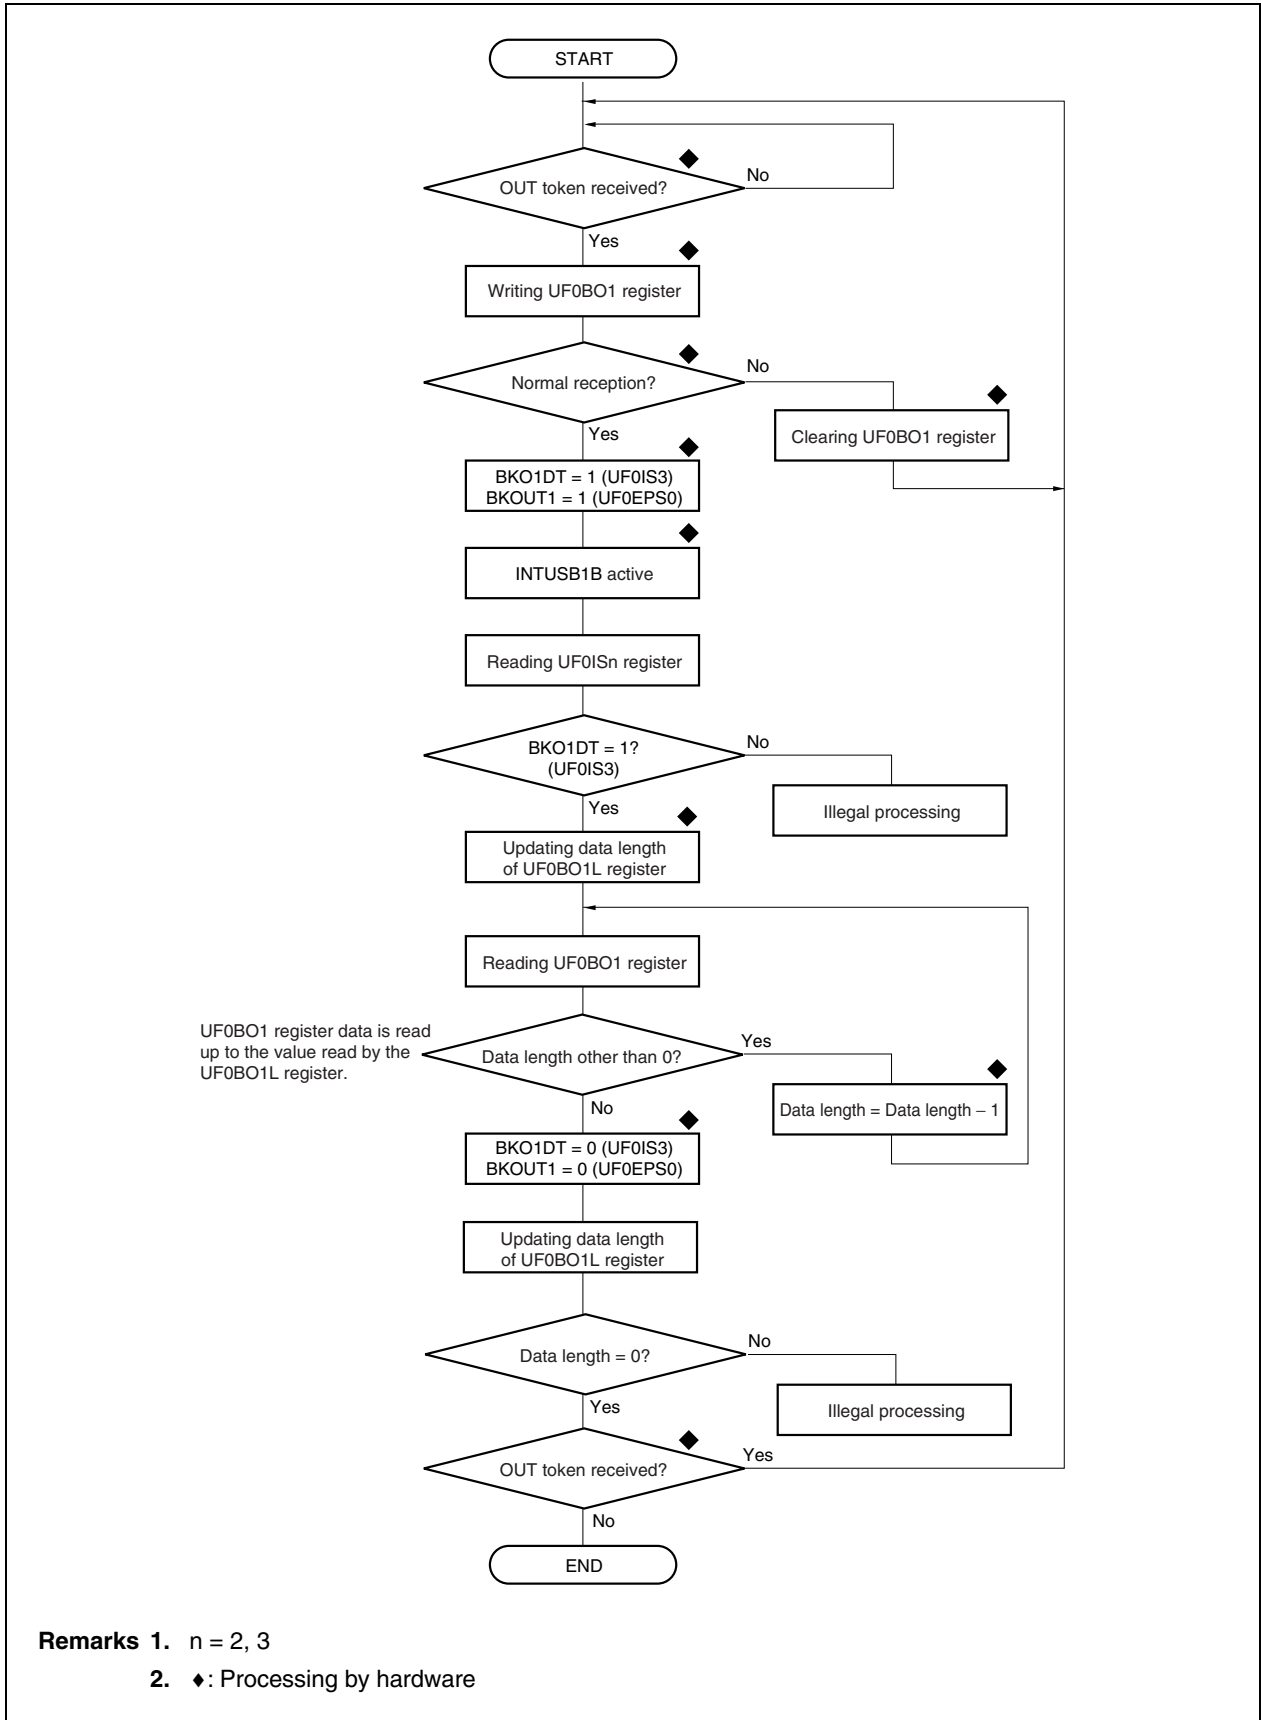 START
OUT token received?
No
Yes
Writing UF0BO1 register
Normal reception?
No
Yes
Clearing UF0BO1 register
BKO1DT = 1 (UF0IS3)
BKOUT1 = 1 (UF0EPS0)
INTUSB1B active
Reading UF0ISn register
BKO1DT = 1?
(UF0IS3)
No
Yes
Illegal processing
Updating data length
of UF0BO1L register
Reading UF0BO1 register
UF0BO1 register data is read
up to the value read by the
UF0BO1L register.
Data length other than 0?
Yes
No
Data length = Data length – 1
BKO1DT = 0 (UF0IS3)
BKOUT1 = 0 (UF0EPS0)
Updating data length
of UF0BO1L register
Data length = 0?
No
Yes
Illegal processing
OUT token received?
Yes
No
END
Remarks 1. n = 2, 3
2. ♦: Processing by hardware